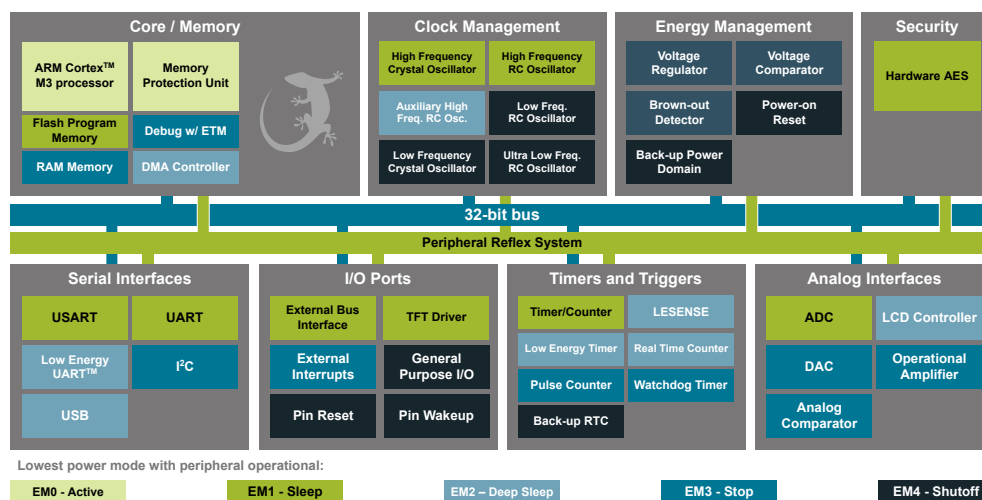 Core / Memory
ARM Cortex™
M3 processor
Memory
Protection Unit
Flash Program
Memory
Debug w/ ETM
RAM Memory
DMA Controller
Clock Management
High Frequency
Crystal Oscillator
High Frequency
RC Oscillator
Auxiliary High
Freq. RC Osc.
Low Freq.
RC Oscillator
Low Frequency
Crystal Oscillator
Ultra Low Freq.
RC Oscillator
Energy Management
Voltage
Regulator
Voltage
Comparator
Brown-out
Detector
Power-on
Reset
Back-up Power
Domain
Security
Hardware AES
32-bit bus
Peripheral Reflex System
Serial Interfaces
USART
UART
Low Energy
UART™
I²C
USB
I/O Ports
External Bus
Interface
TFT Driver
External
Interrupts
General
Purpose I/O
Pin Reset
Pin Wakeup
Timers and Triggers
Timer/Counter
LESENSE
Low Energy Timer
Real Time Counter
Pulse Counter
Watchdog Timer
Back-up RTC
Analog Interfaces
ADC
LCD Controller
DAC
Operational
Amplifier
Analog
Comparator
Lowest power mode with peripheral operational:
EM0 - Active
EM1 - Sleep
EM2 – Deep Sleep
EM3 - Stop
EM4 - Shutoff